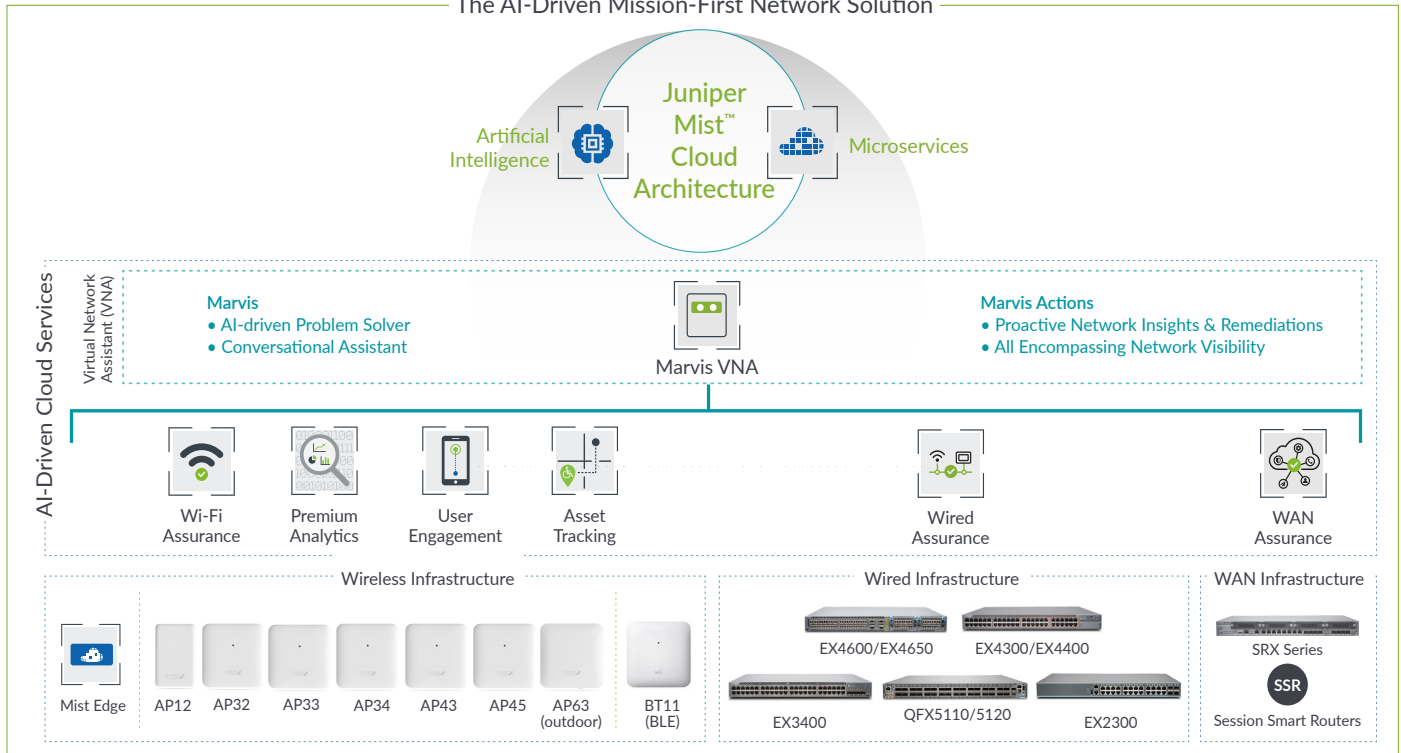 The AI-Driven Mission-First Network Solution
Juniper
Mist™
Cloud
Architecture
Artificial
Intelligence
Microservices
AI-Driven Cloud Services
Virtual Network
Assistant (VNA)
Marvis
• AI-driven Problem Solver
• Conversational Assistant
Marvis VNA
Marvis Actions
• Proactive Network Insights & Remediations
• All Encompassing Network Visibility
Wi-Fi
Assurance
Premium
Analytics
User
Engagement
Asset
Tracking
Wired
Assurance
WAN
Assurance
Wireless Infrastructure
Mist Edge
AP12
AP32
AP33
AP34
AP43
AP45
AP63
(outdoor)
BT11
(BLE)
Wired Infrastructure
EX4600/EX4650
EX4300/EX4400
EX3400
QFX5110/5120
EX2300
WAN Infrastructure
SRX Series
SSR
Session Smart Routers